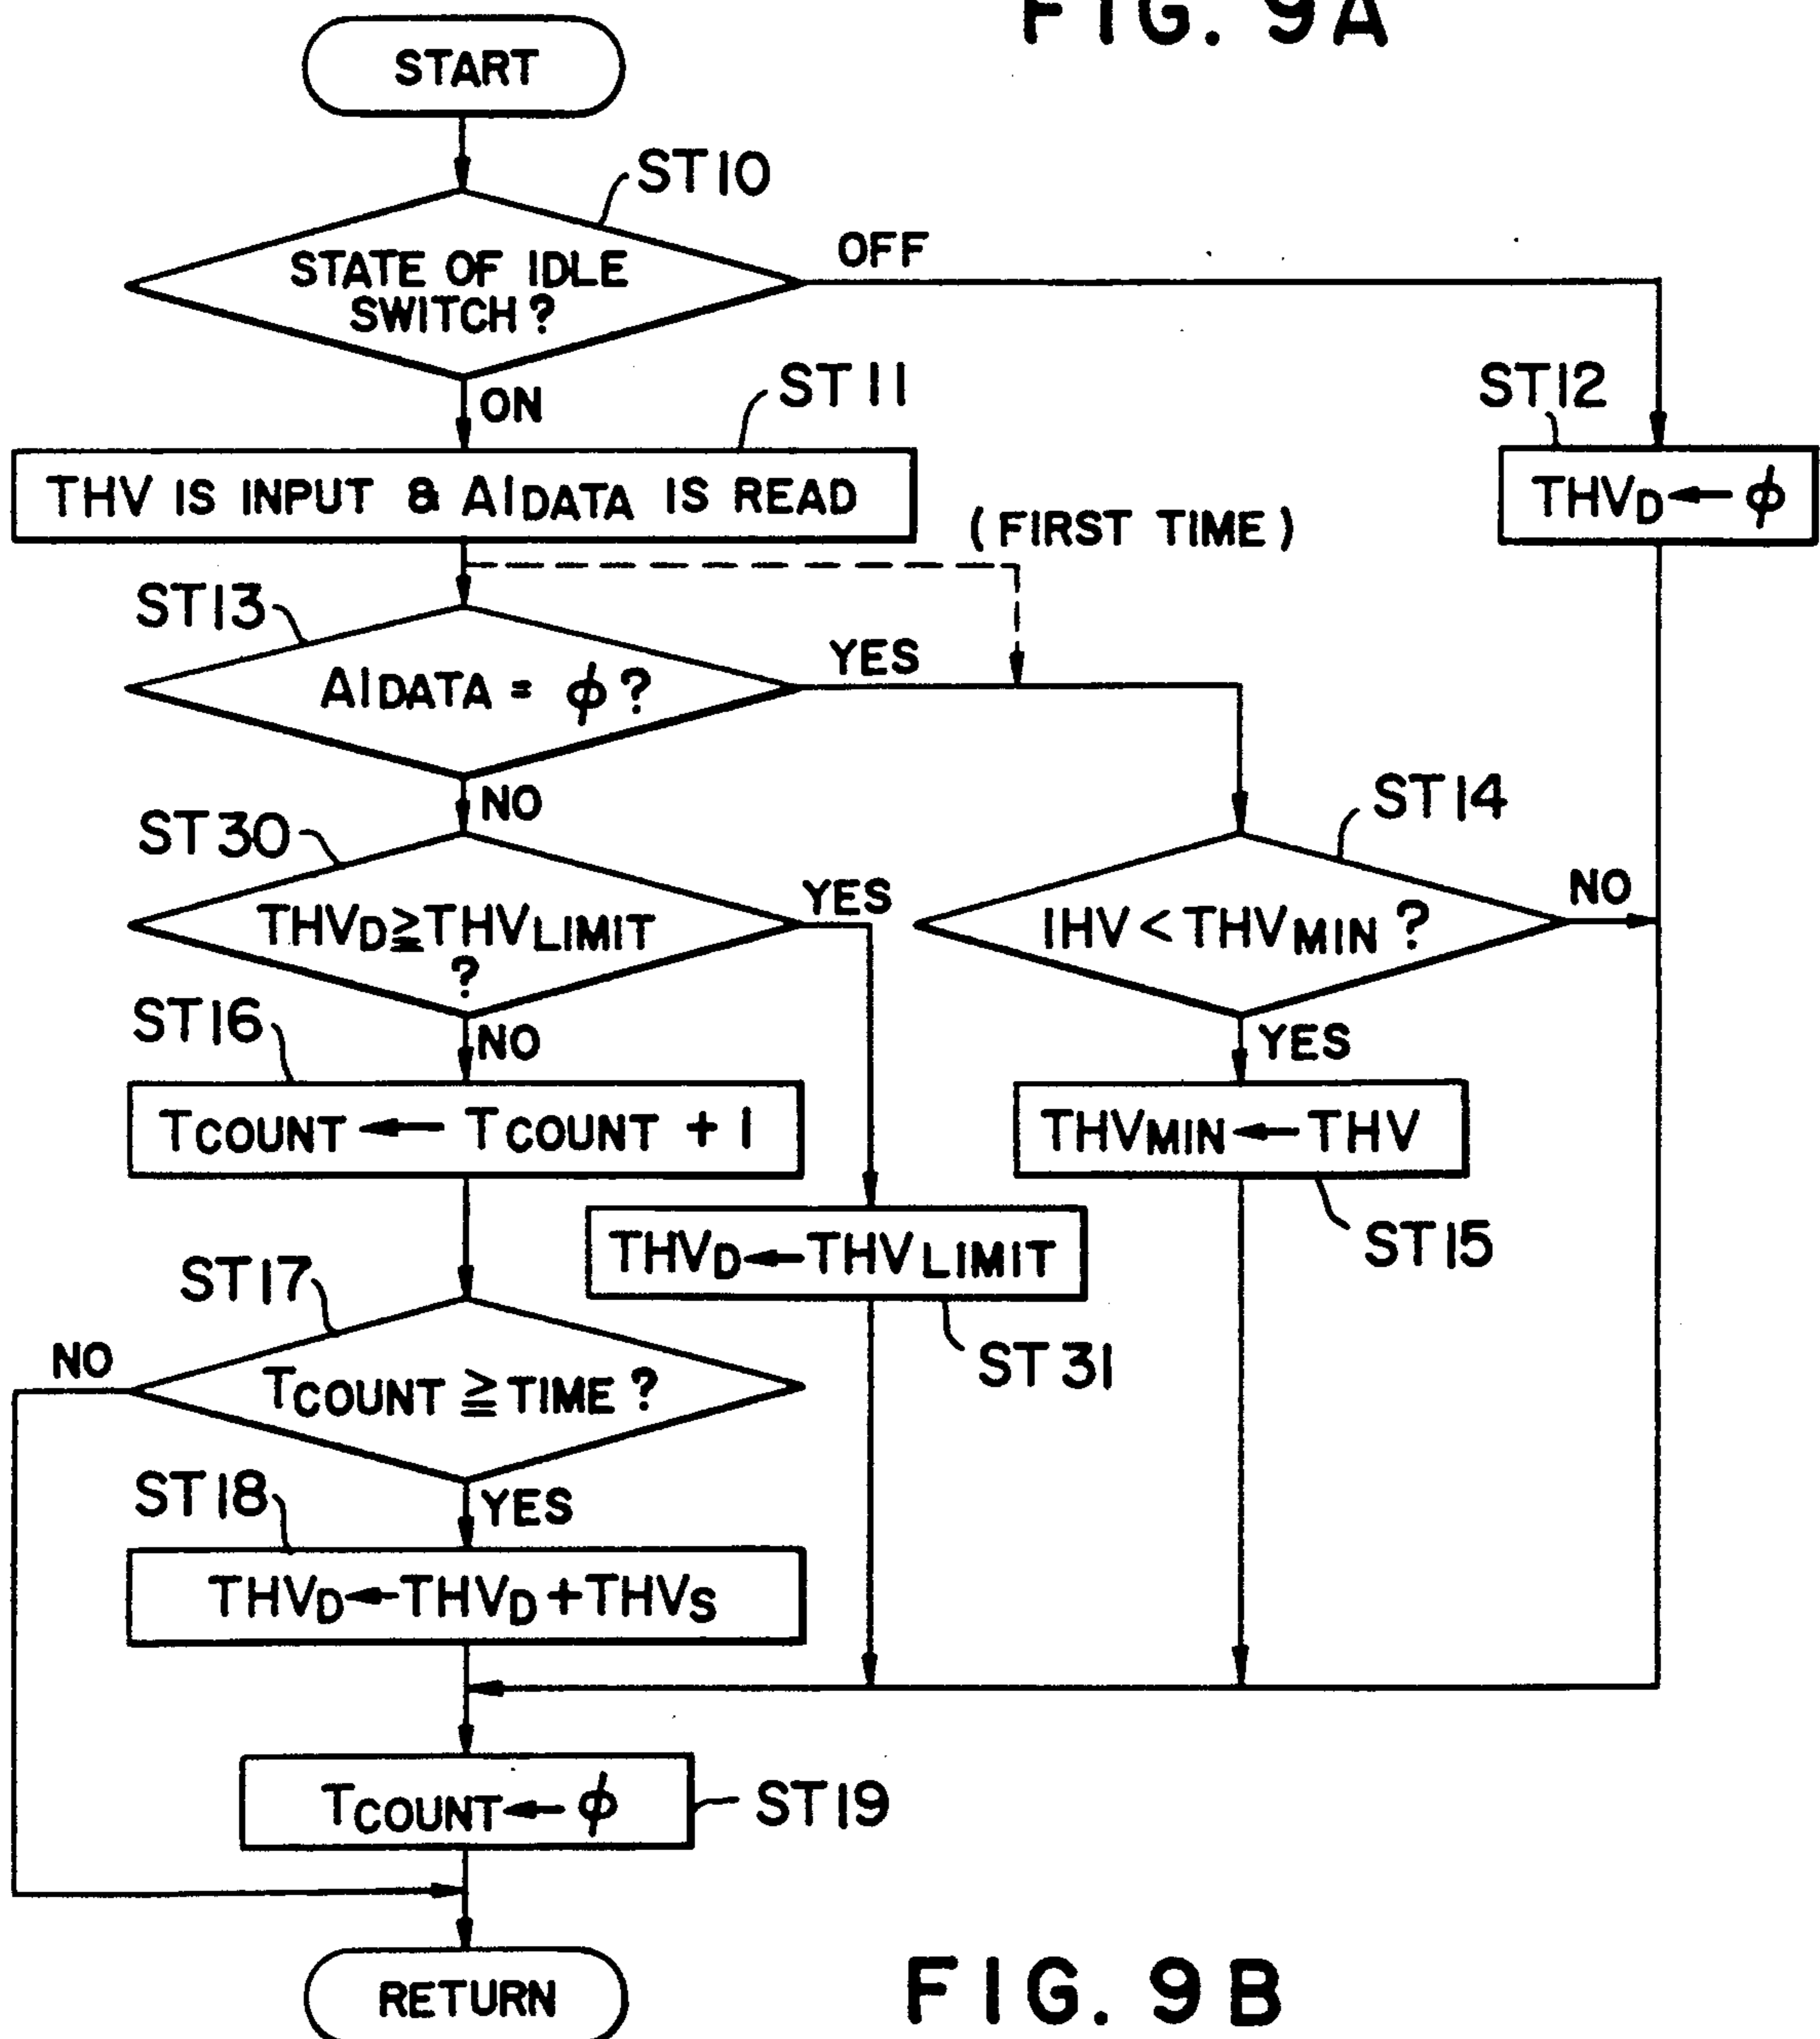 FIG. 9A
START
ST10
STATE OF IDLE
SWITCH?
OFF
ON
ST11
ST12
THV IS INPUT & AIDATA IS READ
THVD ← ϕ
(FIRST TIME)
ST13
AIDATA = ϕ?
YES
NO
ST30
ST14
THVD ≧ THVLIMIT
?
YES
IHV < THVMIN ?
NO
ST16
NO
YES
TCOUNT ← TCOUNT + 1
THVMIN ← THV
ST15
THVD ← THVLIMIT
ST31
ST17
NO
TCOUNT ≧ TIME ?
ST18
YES
THVD ← THVD + THVS
TCOUNT ← ϕ
ST19
RETURN
FIG. 9B